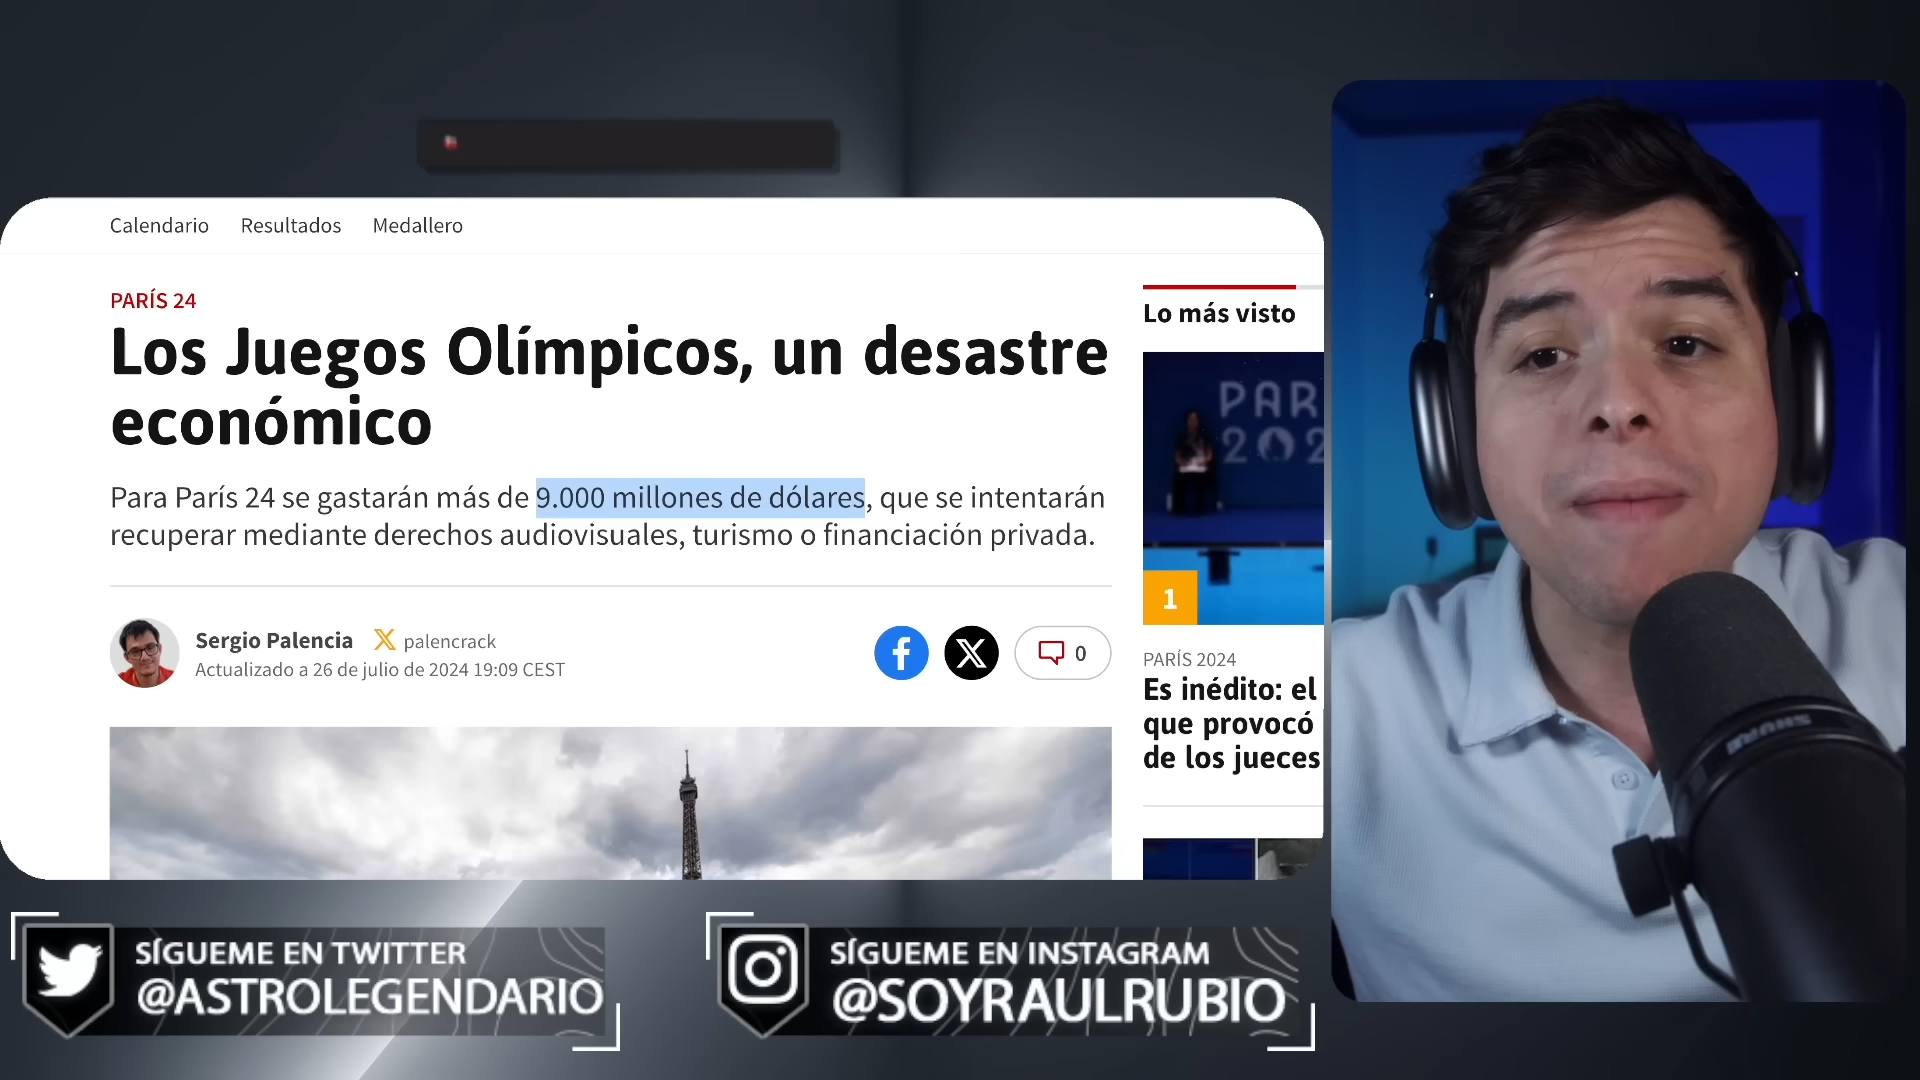 Calendario Resultados Medallero
PARÍS 24
Los Juegos Olímpicos, un desastre
económico
Para París 24 se gastarán más de 9.000 millones de dólares, que se intentarán
recuperar mediante derechos audiovisuales, turismo o financiación privada.
Sergio Palencia palencrack
Actualizado a 26 de julio de 2024 19:09 CEST
0
Lo más visto
PAR
202
1
PARÍS 2024
Es inédito: el
que provocó
de los jueces
SHURE
SÍGUEME EN TWITTER
@ASTROLEGENDARIO
SÍGUEME EN INSTAGRAM
@SOYRAULRUBIO